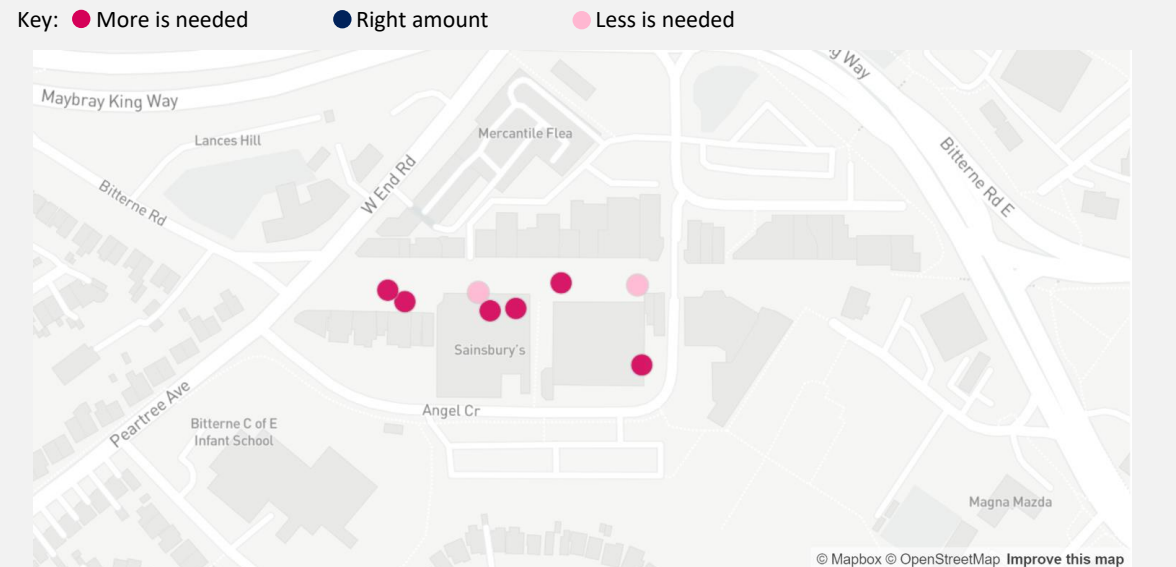 Key: More is needed Right amount Less is needed
g Way
Maybray King Way
Mercantile Flea
Lances Hill
W End Rd
Bitterne Rd
Bitterne Rd E
Sainsbury's
Angel Cr
Peartree Ave
Bitterne C of E
Infant School
Magna Mazda
© Mapbox © OpenStreetMap Improve this map